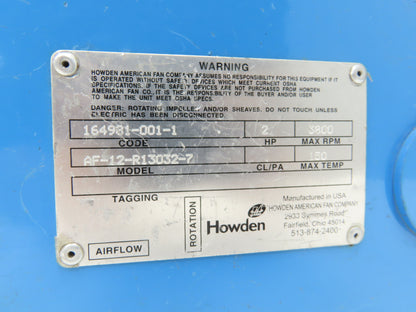 WARNING
HOWDEN AMERICAN FAN COMPANY ASSUMES NO RESPONSIBILITY FOR THIS EQUIPMENT IF IT
IS OPERATED WITHOUT SAFETY DEVICES WHICH MEET CURRENT OSHA
SPECIFICATIONS. IF THE SAFETY DEVICES ARE NOT PURCHASED FROM HOWDEN
AMERICAN FAN CO., IT IS THE RESPONSIBILITY OF THE BUYER AND/OR USER
TO MAKE THE UNIT MEET OSHA SPECS.
DANGER: ROTATING IMPELLER AND/OR SHEAVES. DO NOT TOUCH UNLESS
ELECTRIC HAS BEEN DISCONNECTED.
164981-001-1 2 3800
CODE HP MAX RPM
AF-12-R13032-7 150
MODEL CL/PA MAX TEMP
TAGGING
AIRFLOW
ROTATION
Manufactured in USA
HOWDEN AMERICAN FAN COMPANY
2933 Symmes Road
Fairfield, Ohio 45014
513-874-2400
Howden